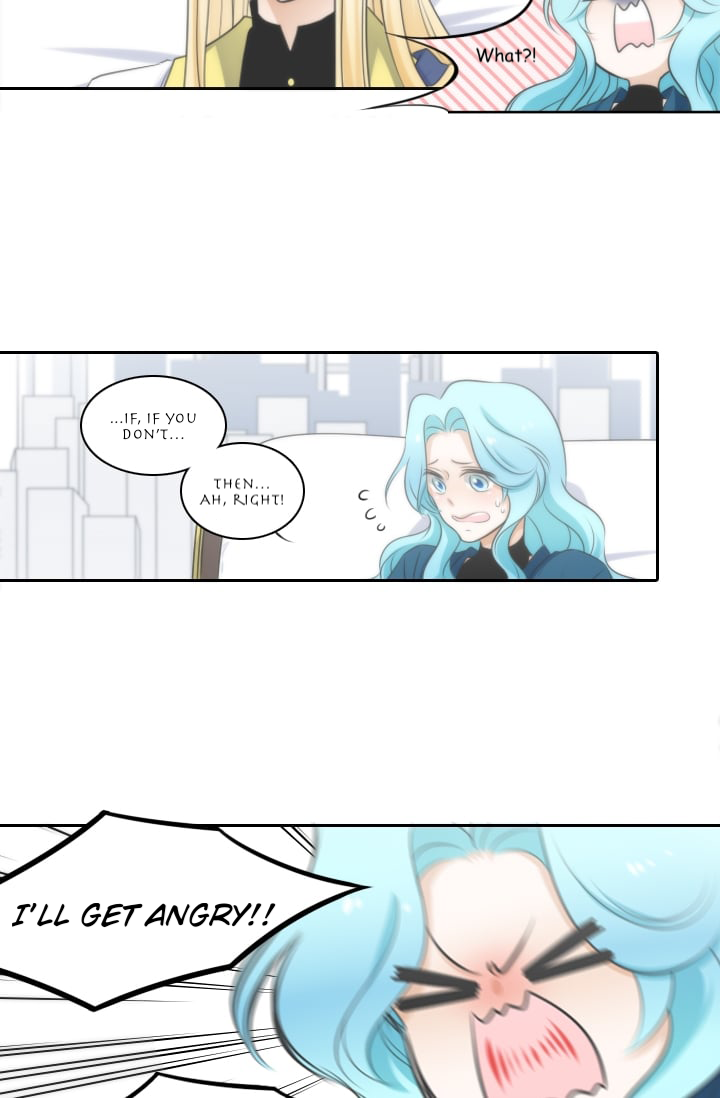 What?!
...IF, IF YOU
DON'T...
THEN...
AH, RIGHT!
I'LL GET ANGRY!!